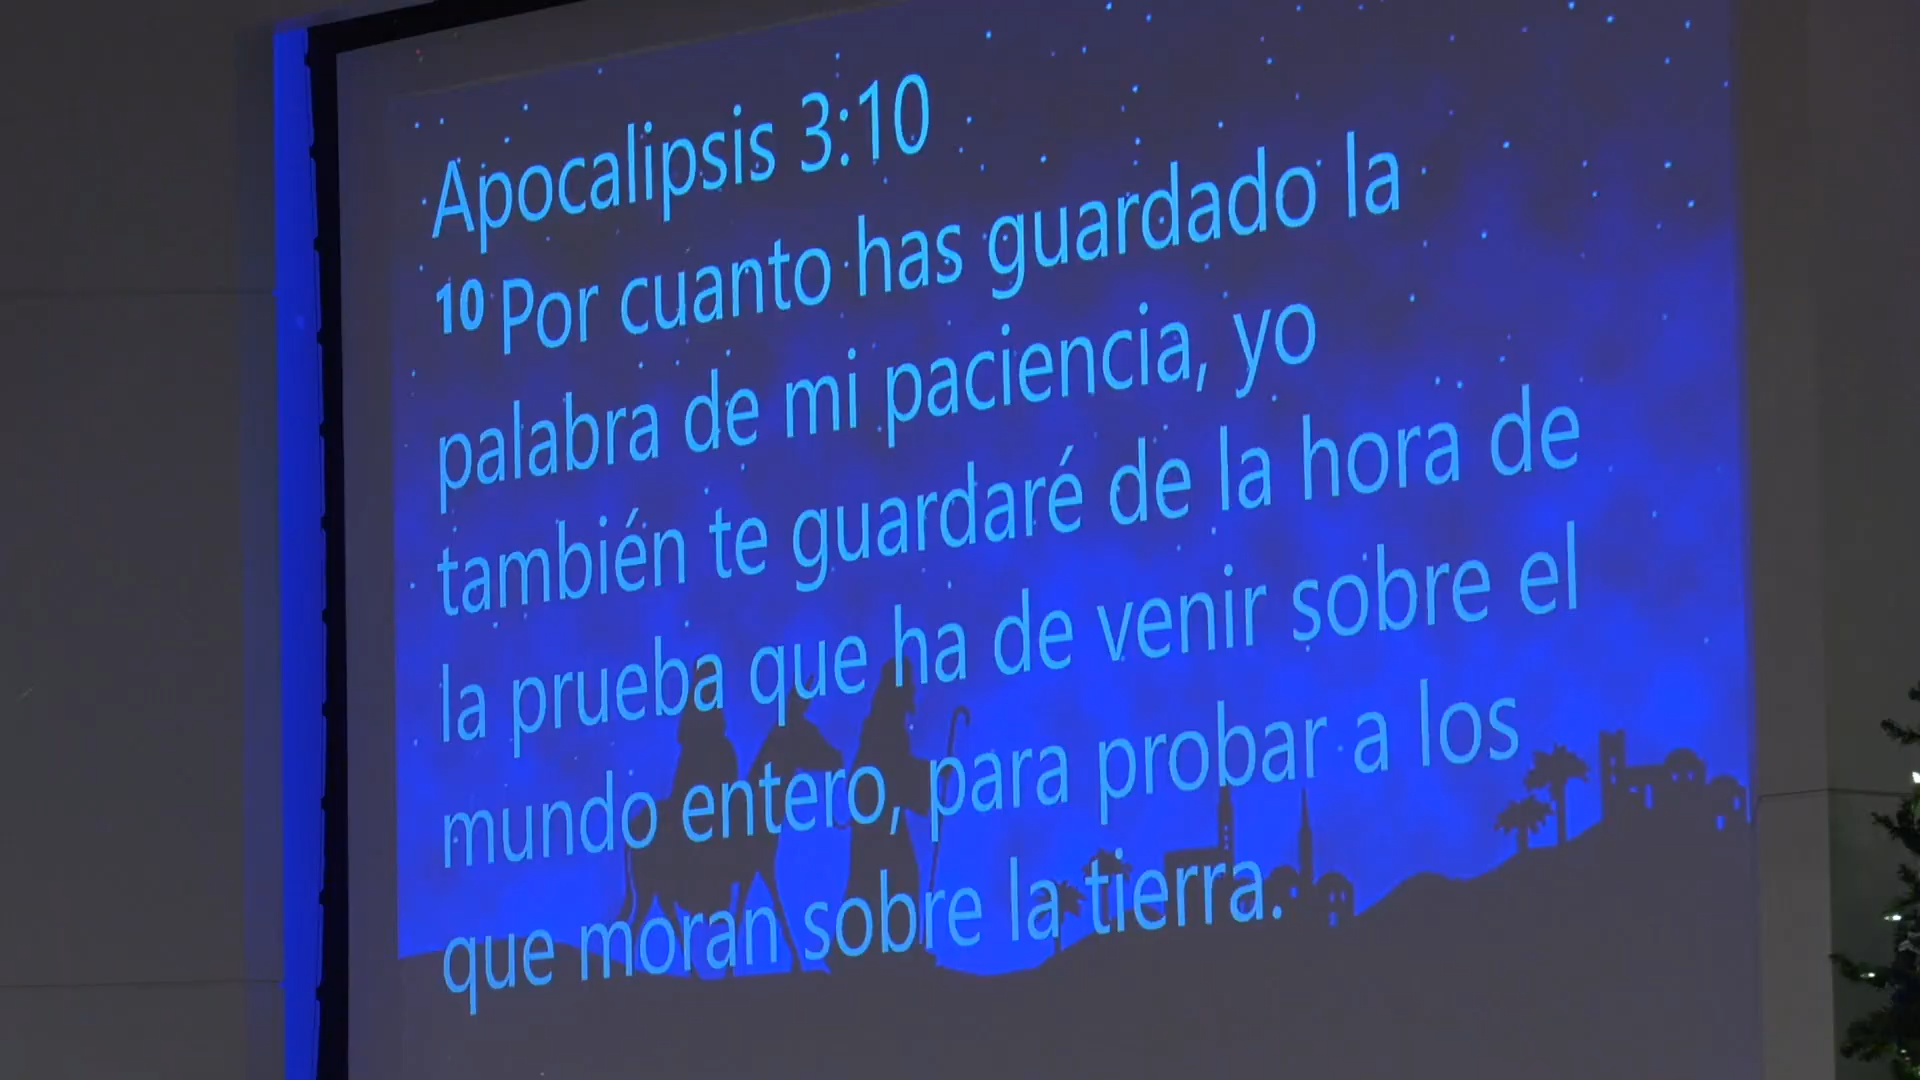 Apocalipsis 3:10
10 Por cuanto has guardado la
palabra de mi paciencia, yo
también te guardaré de la hora de
la prueba que ha de venir sobre el
mundo entero, para probar a los
que moran sobre la tierra.